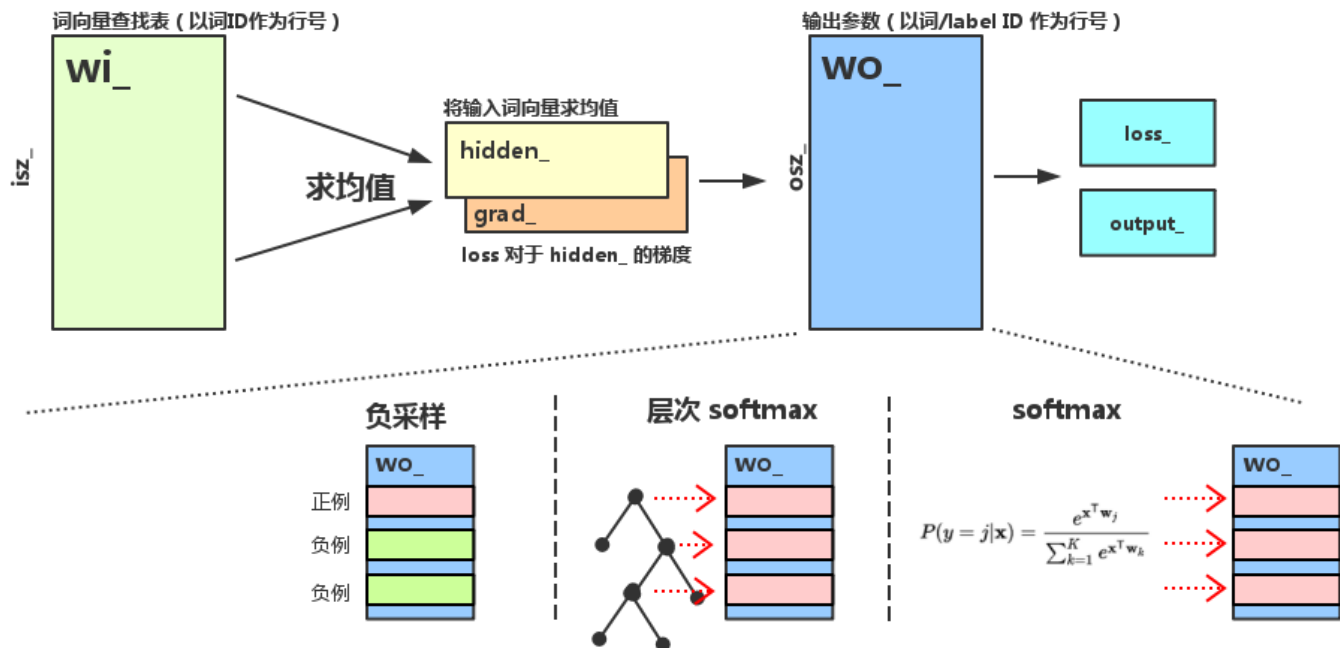 词向量查找表（以词ID作为行号）
输出参数（以词/label ID 作为行号）
wi_
wo_
isz_
将输入词向量求均值
hidden_
求均值
grad_
loss 对于 hidden_ 的梯度
osz_
loss_
output_
负采样
层次 softmax
softmax
wo_
wo_
wo_
正例
负例
负例
P(y = j|x) = \frac{e^{x^⊤ w_j}}{\sum_{k=1}^{K} e^{x^⊤ w_k}}